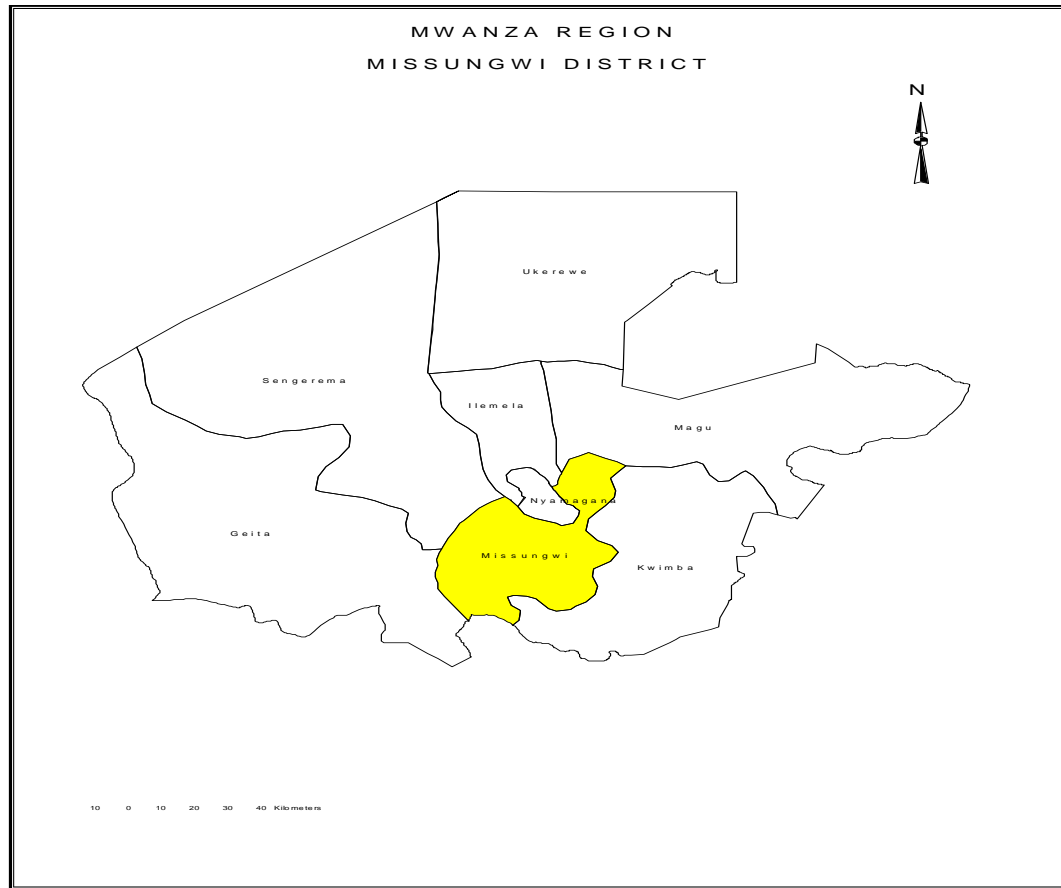 MWANZA REGION
MISSUNGWI DISTRICT
N
Ukerewe
Sengerema
Ilemela
Magu
Nyamagana
Geita
Missungwi
Kwimba
10 0 10 20 30 40 Kilometers